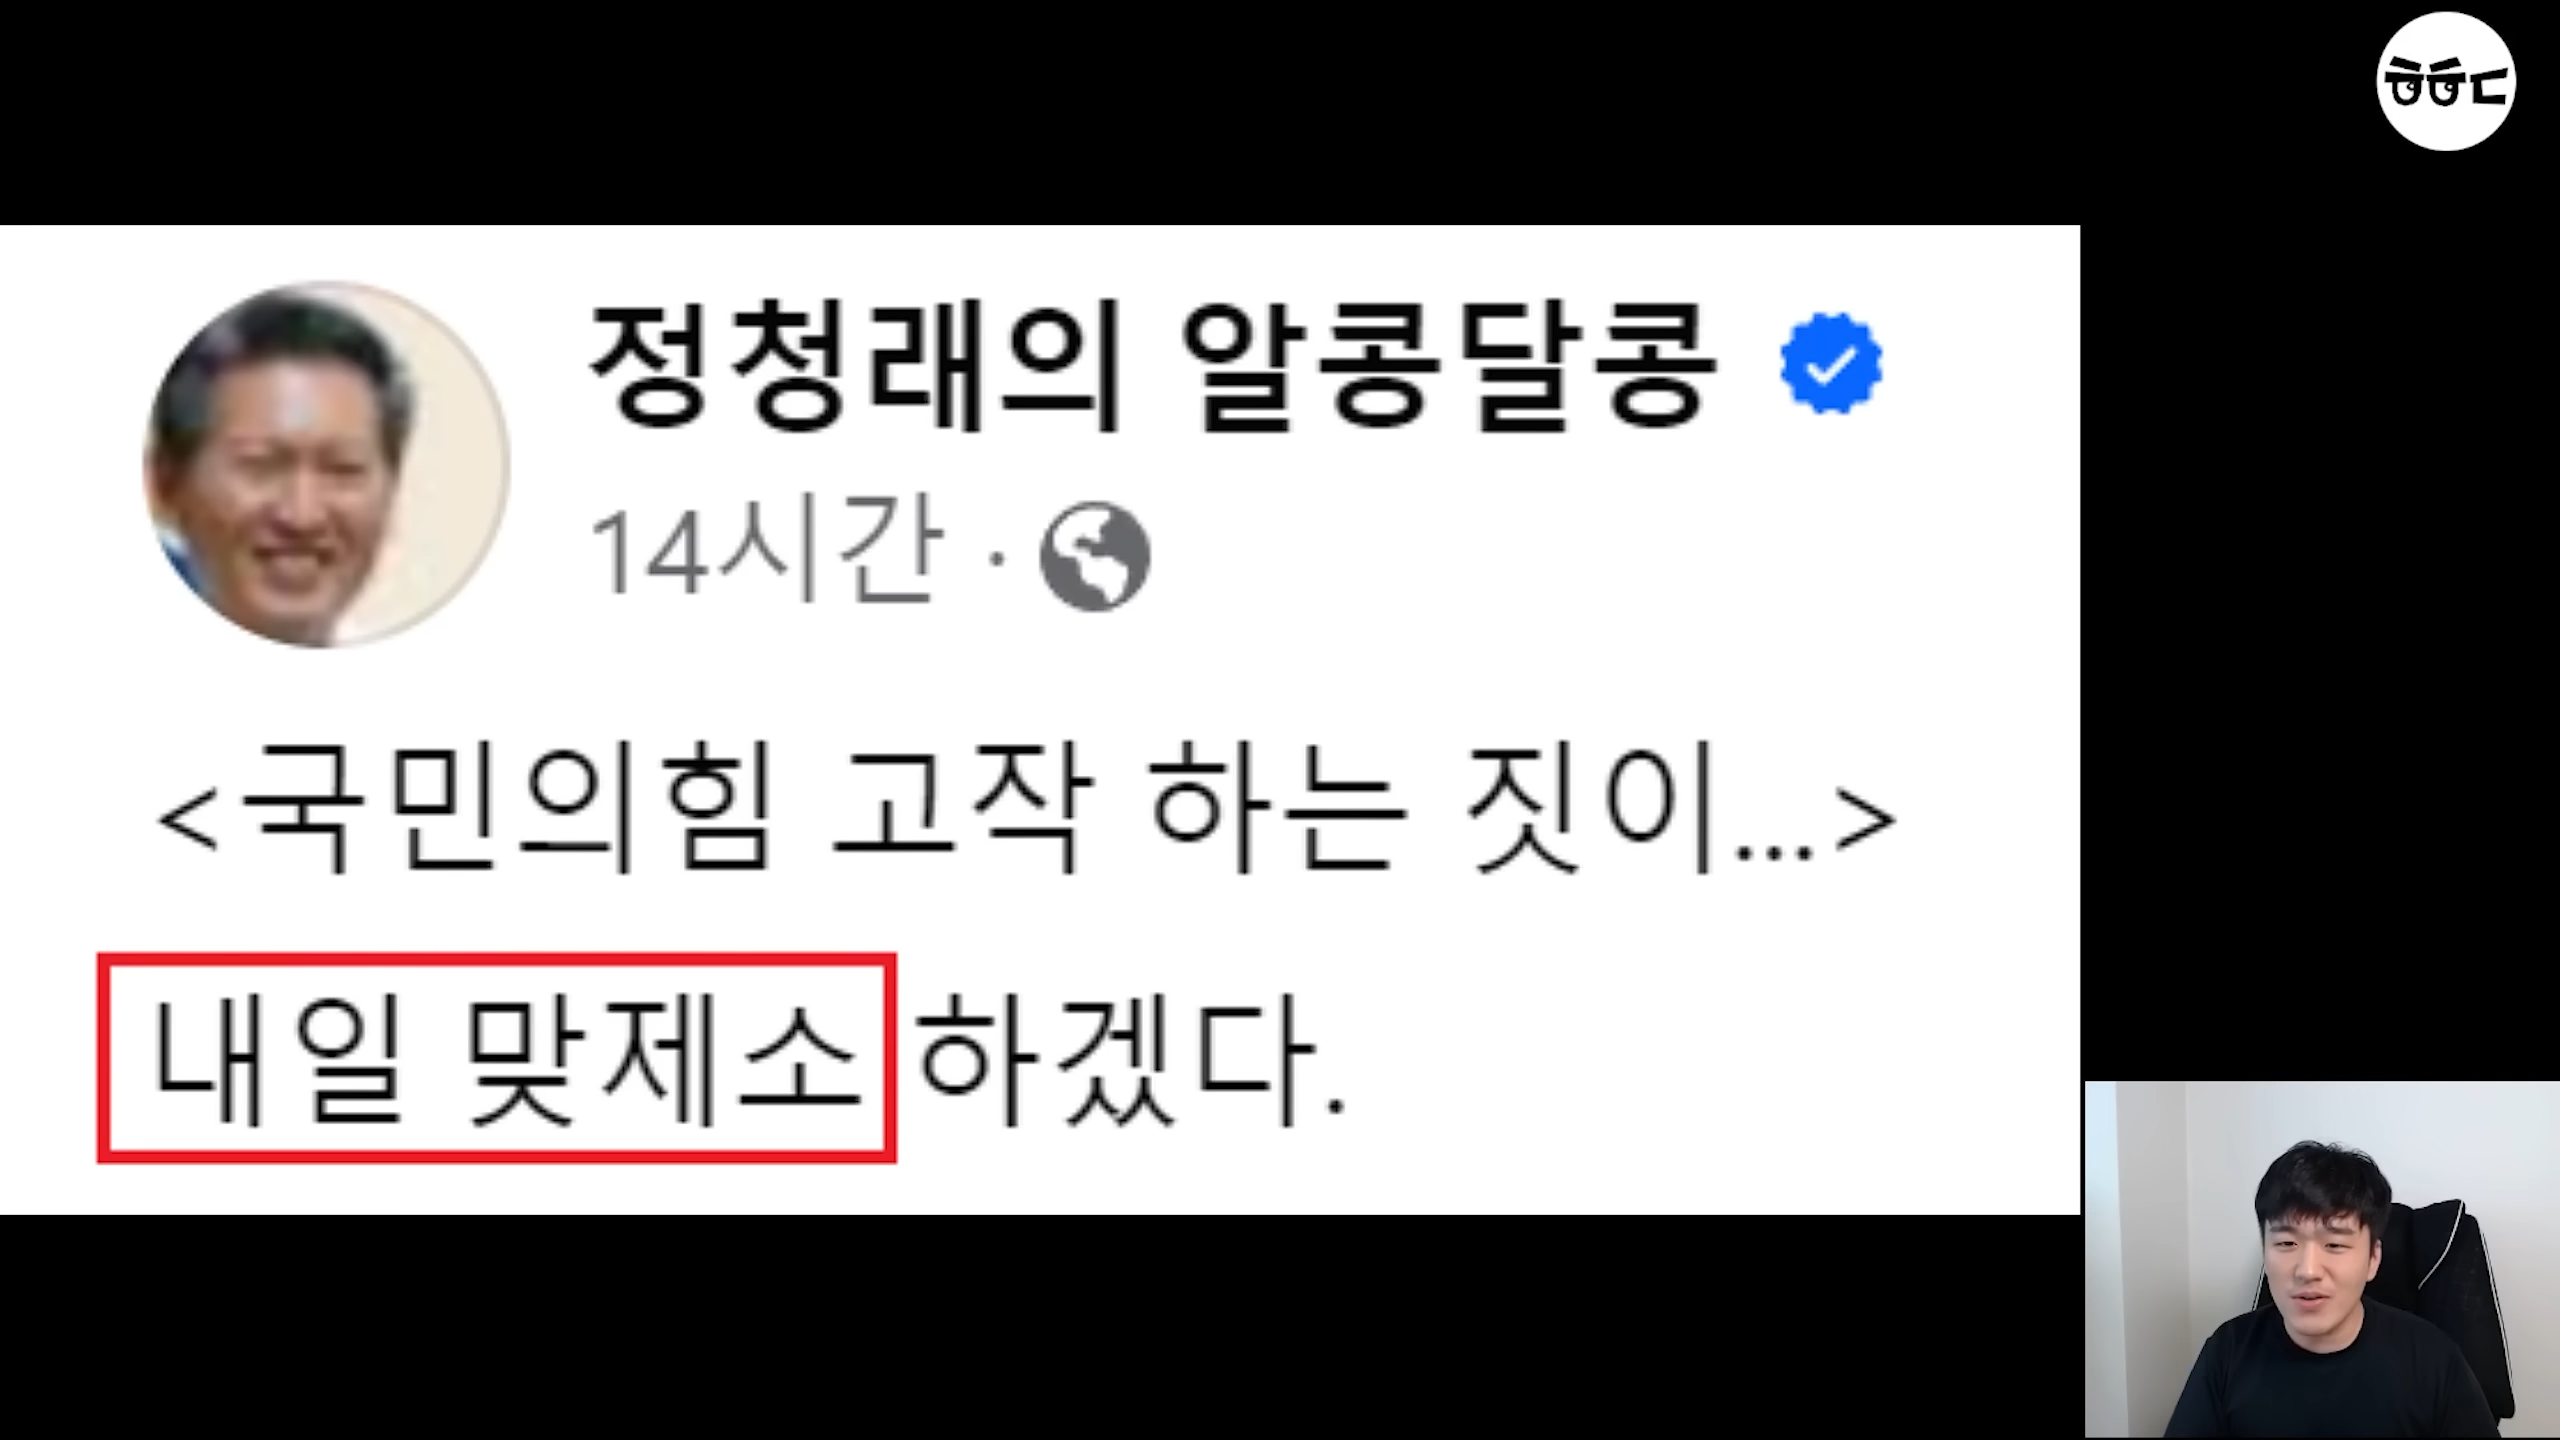 ㅎㅎㄷ
정청래의 알콩달콩
14시간 ·
<국민의힘 고작 하는 짓이...>
내일 맞제소 하겠다.